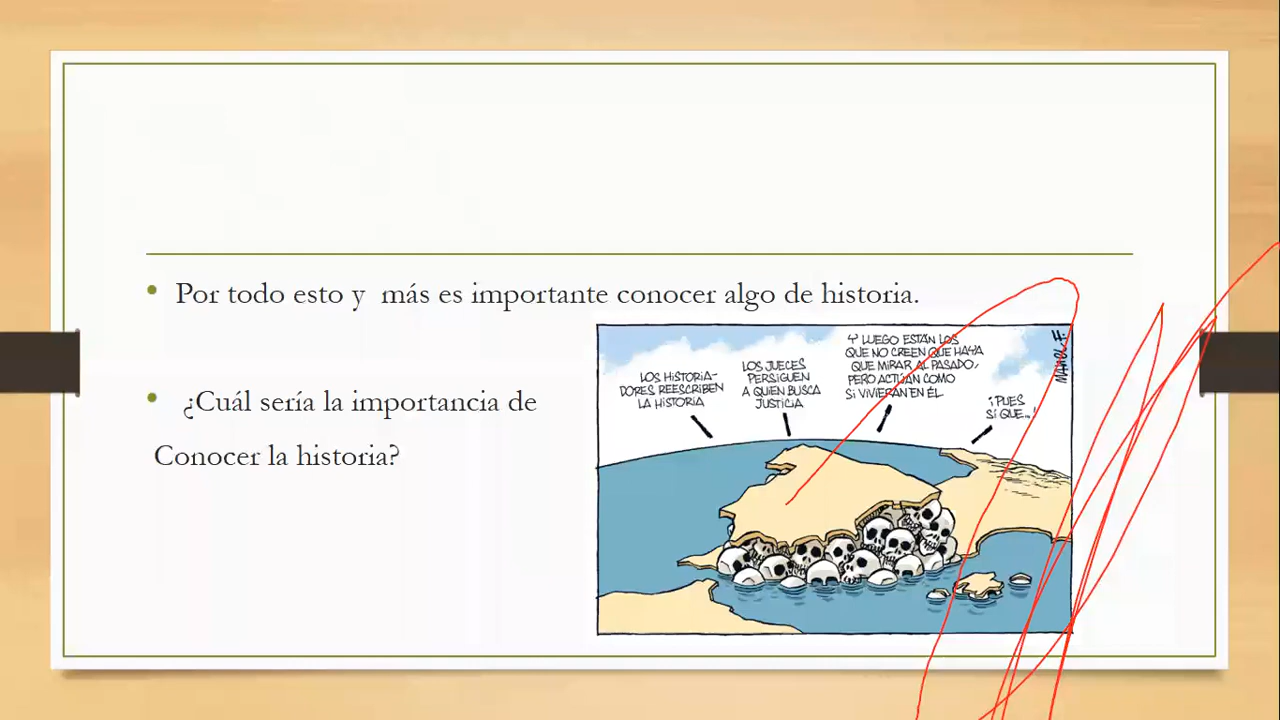 Por todo esto y más es importante conocer algo de historia.
¿Cuál sería la importancia de
Conocer la historia?
LOS HISTORIA-
DORES REESCRIBEN
LA HISTORIA
LOS JUECES
PERSIGUEN
A QUIEN BUSCA
JUSTICIA
Y LUEGO ESTÁN LOS
QUE NO CREEN QUE HAYA
QUE MIRAR AL PASADO,
PERO ACTÚAN COMO
SI VIVIERAN EN ÉL
¡PUES
SÍ QUE...!
MANEL F.